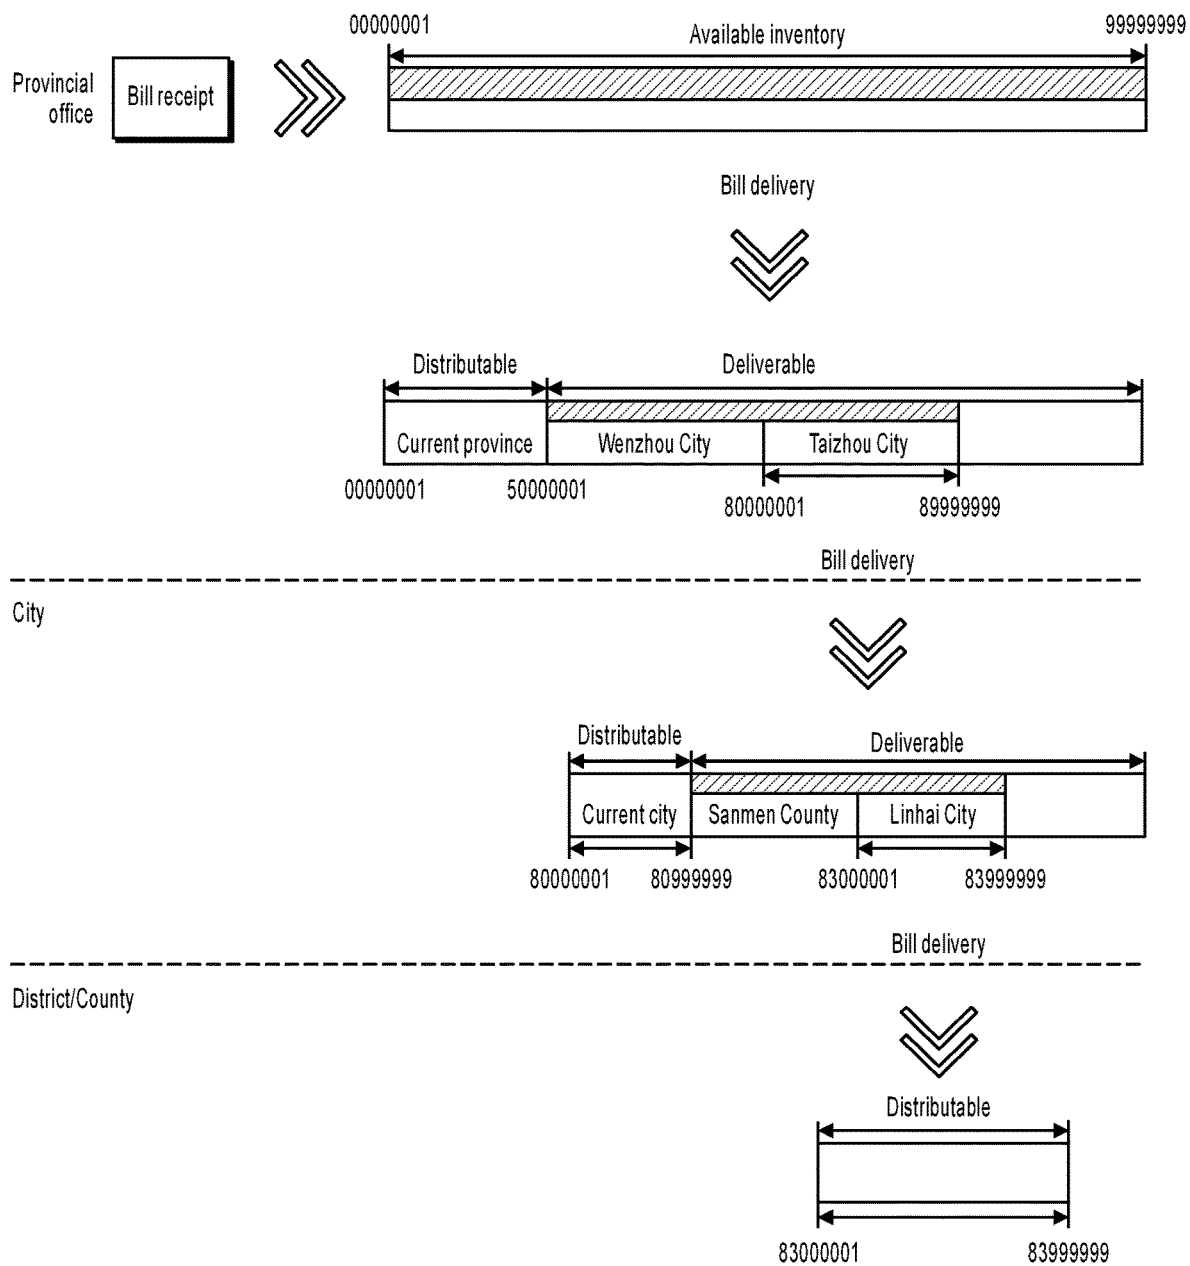 00000001
99999999
Available inventory
Provincial
office
Bill receipt
Bill delivery
Distributable
Deliverable
Current province
Wenzhou City
Taizhou City
00000001
50000001
80000001
89999999
Bill delivery
City
Distributable
Deliverable
Current city
Sanmen County
Linhai City
80000001
80999999
83000001
83999999
Bill delivery
District/County
Distributable
83000001
83999999